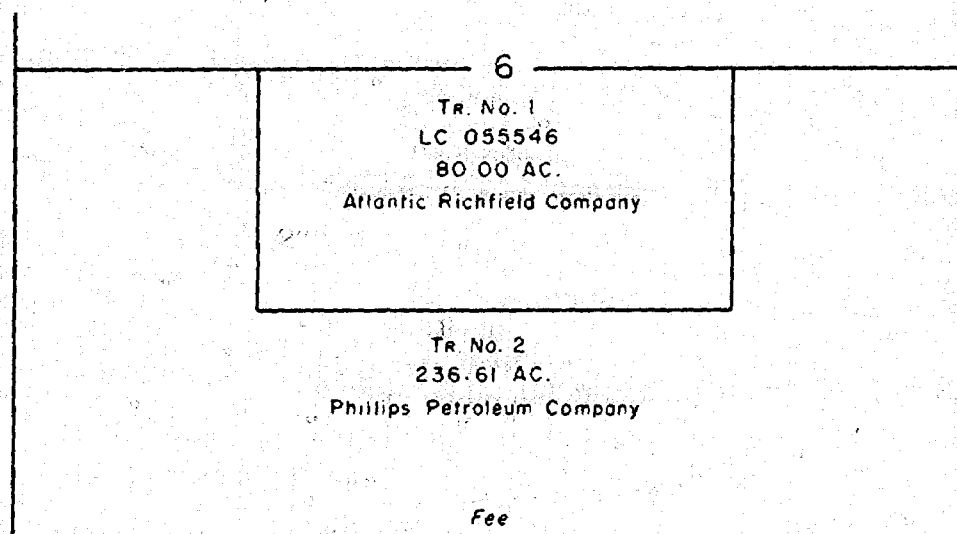 6
TR. No. 1
LC 055546
80.00 AC.
Atlantic Richfield Company
TR. No. 2
236.61 AC.
Phillips Petroleum Company
Fee